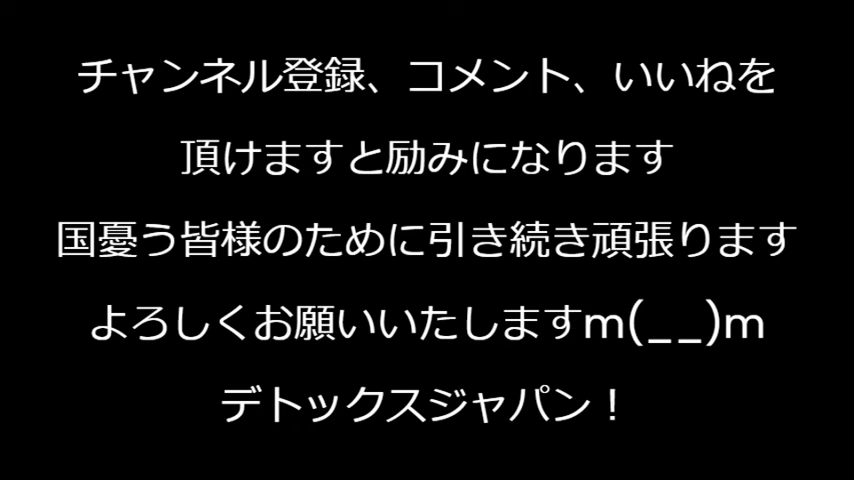 チャンネル登録、コメント、いいねを
頂けますと励みになります
国憂う皆様のために引き続き頑張ります
よろしくお願いいたしますm(__)m
デトックスジャパン！